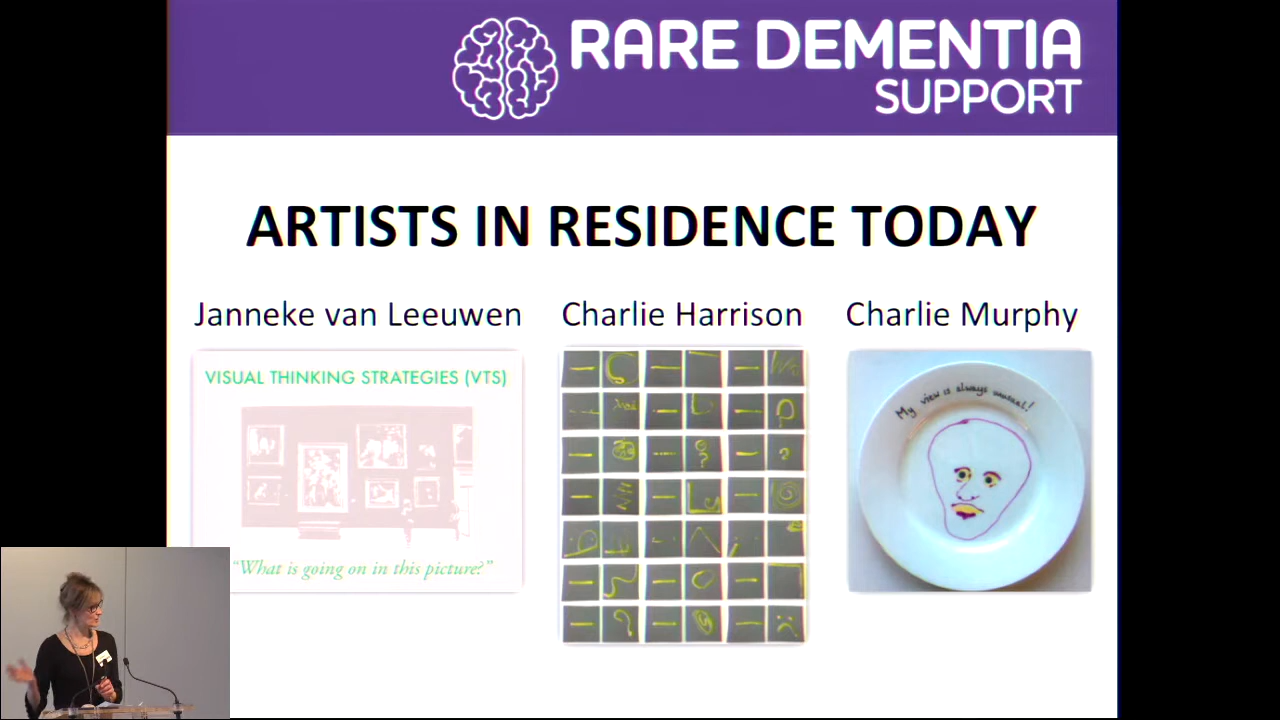 RARE DEMENTIA
SUPPORT
ARTISTS IN RESIDENCE TODAY
Janneke van Leeuwen
Charlie Harrison
Charlie Murphy
VISUAL THINKING STRATEGIES (VTS)
"What is going on in this picture?"
My view is always unusual!